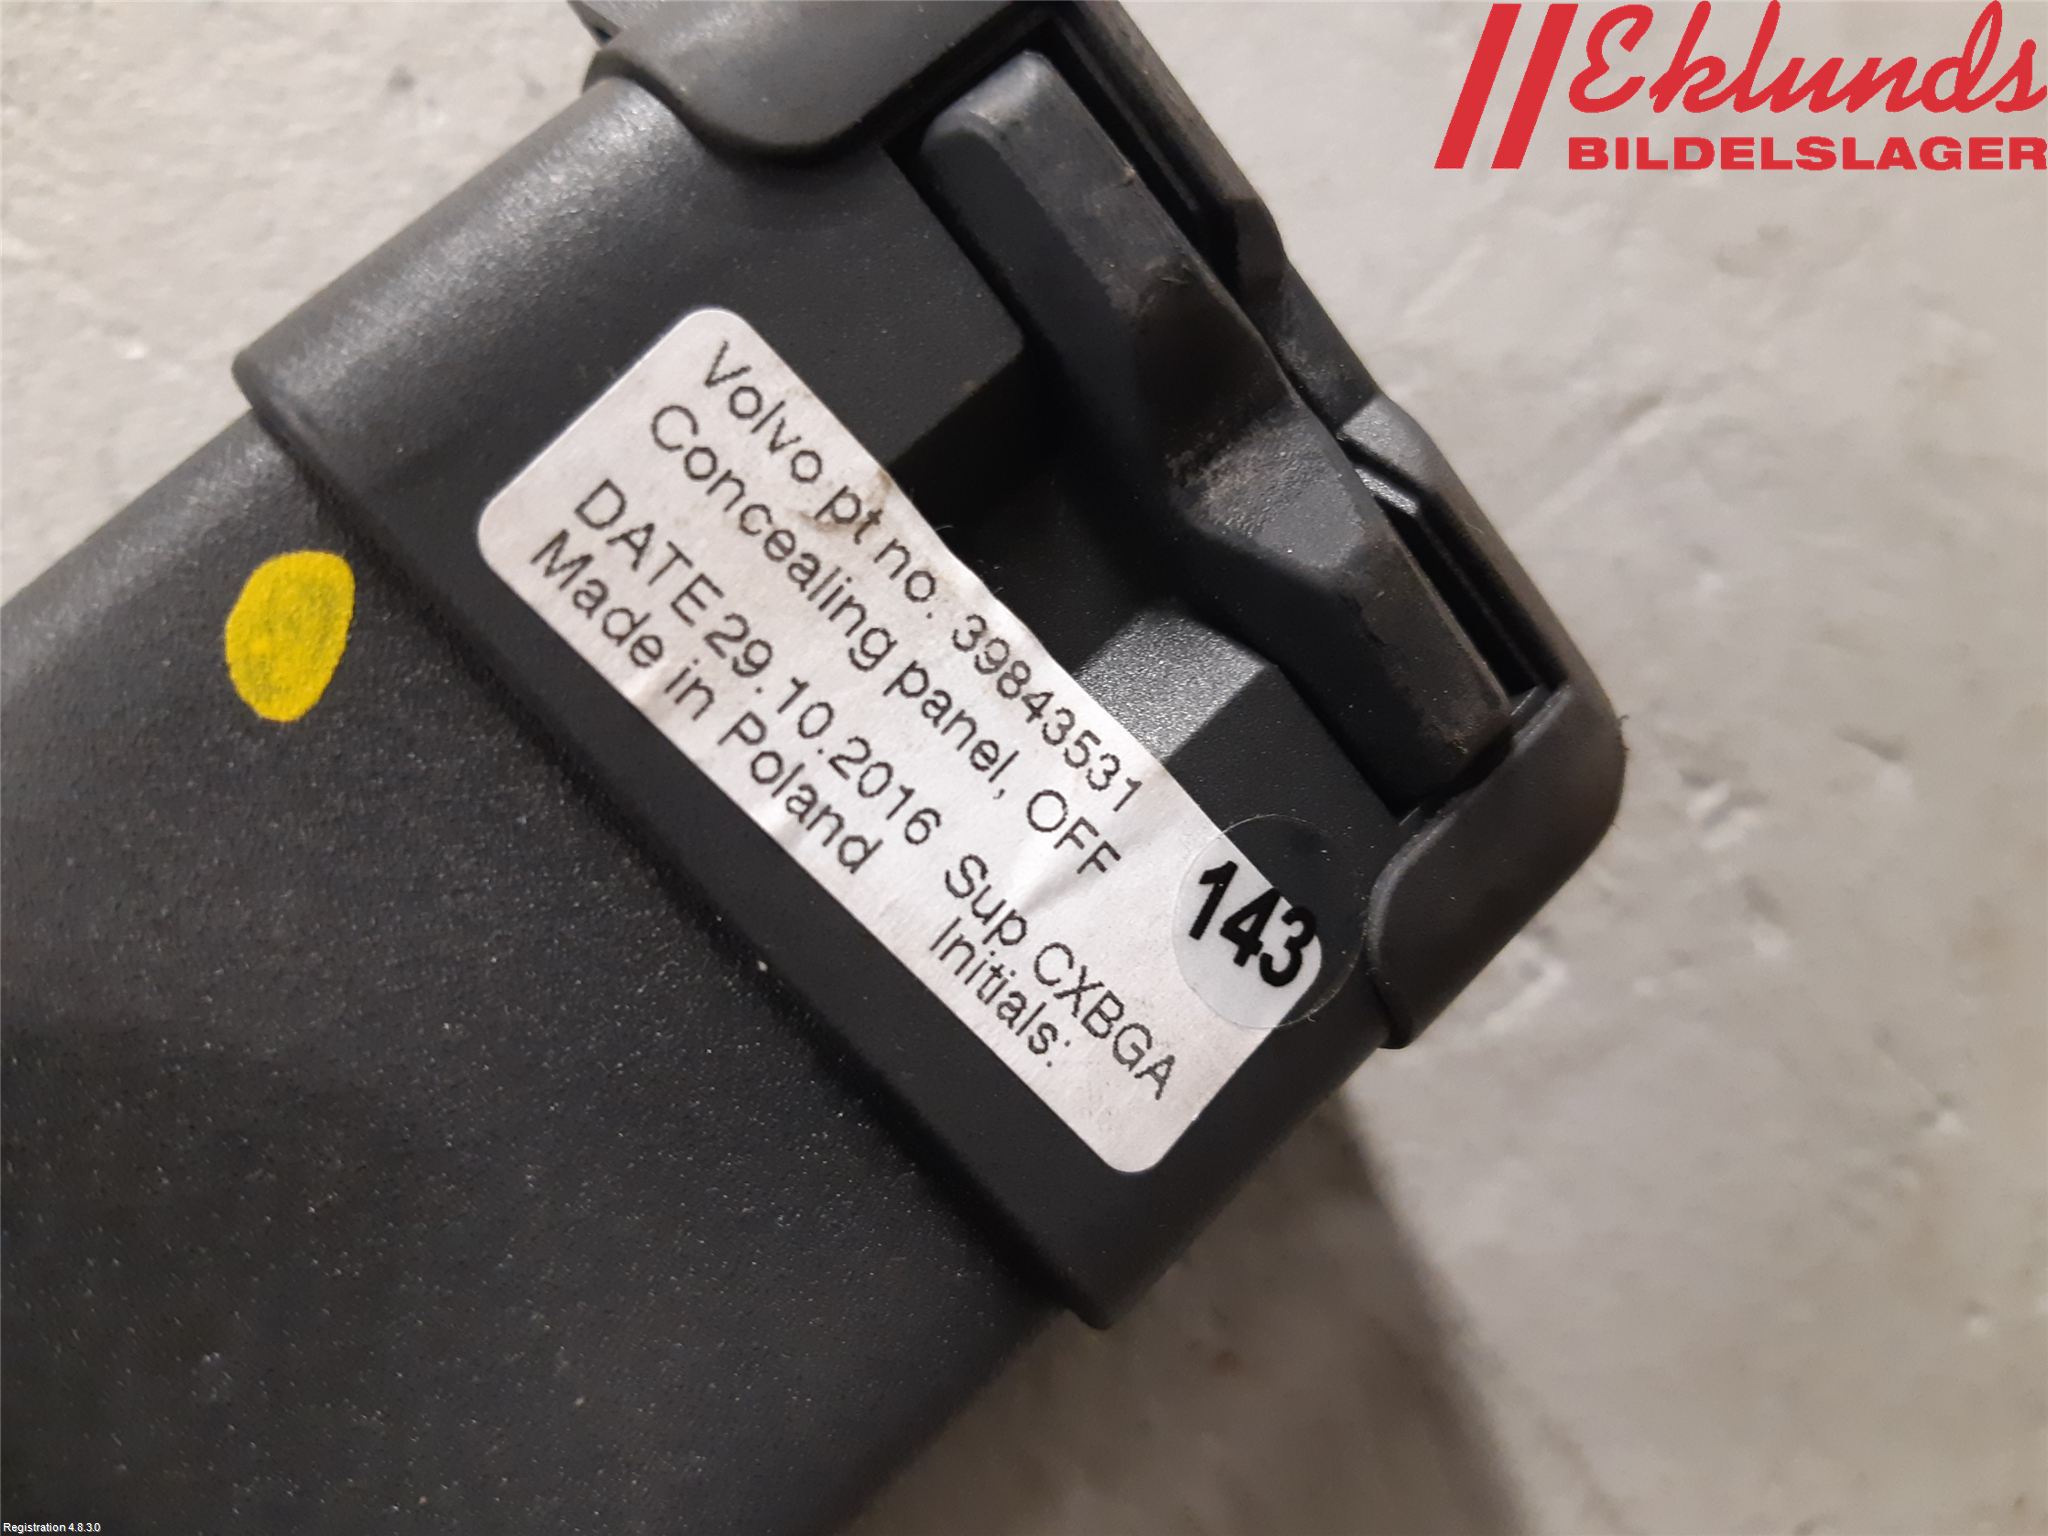 Eklunds
BILDELSLAGER
Volvo pt no. 39843531
Concealing panel, OFF
DATE 29.10.2016 Sup CXBGA
Made in Poland Initials:
143
Registration 4.8.3.0